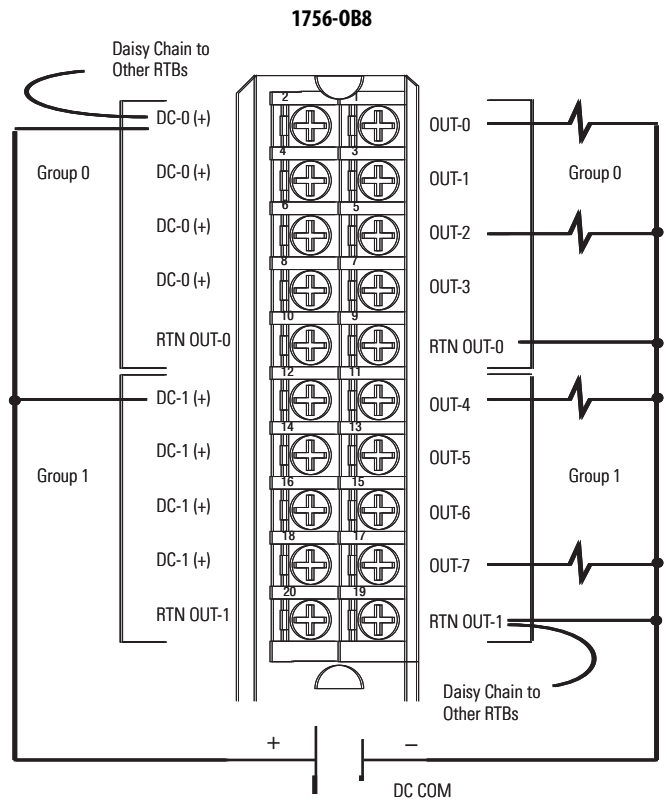 1756-OB8
Daisy Chain to
Other RTBs
2 1
DC-0 (+) OUT-0
4 3
Group 0 DC-0 (+) OUT-1 Group 0
6 5
DC-0 (+) OUT-2
8 7
DC-0 (+) OUT-3
10 9
RTN OUT-0 RTN OUT-0
12 11
DC-1 (+) OUT-4
14 13
DC-1 (+) OUT-5
Group 1 Group 1
16 15
DC-1 (+) OUT-6
18 17
DC-1 (+) OUT-7
20 19
RTN OUT-1 RTN OUT-1
Daisy Chain to
Other RTBs
+ –
DC COM